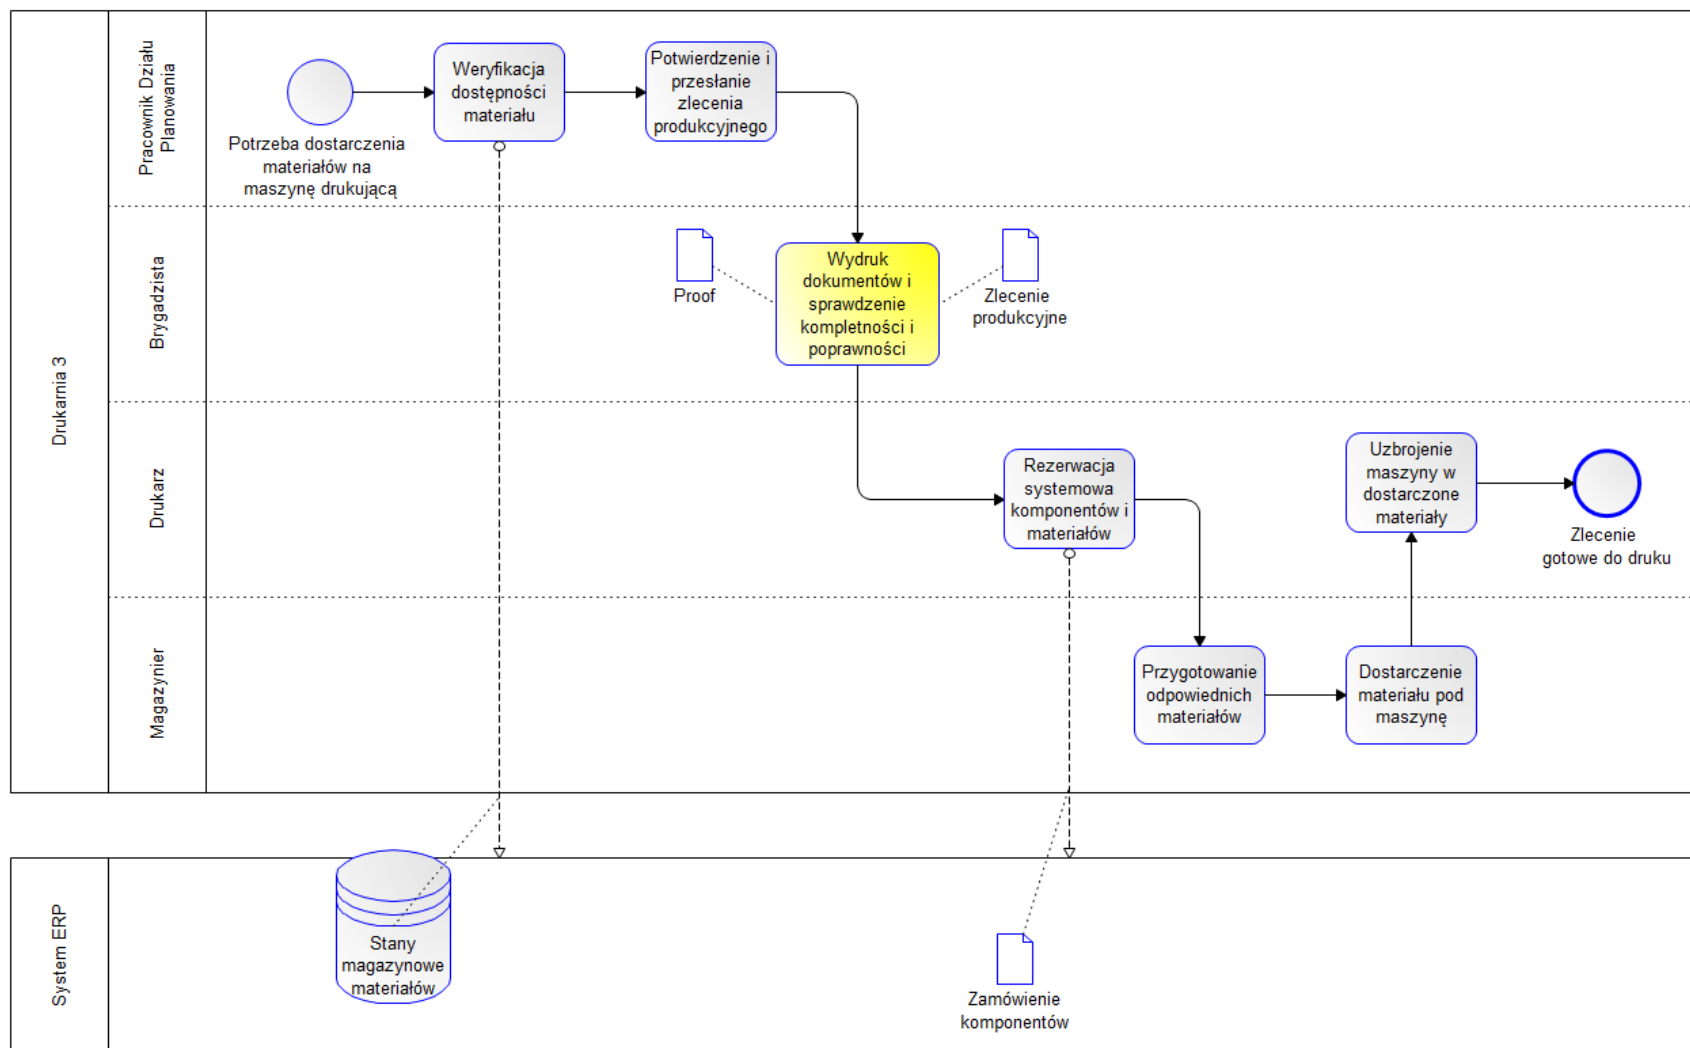 Drukarnia 3
Pracownik Działu
Planowania
Potrzeba dostarczenia
materiałów na
maszynę drukującą
Weryfikacja
dostępności
materiału
Potwierdzenie i
przesłanie
zlecenia
produkcyjnego
Brygadzista
Proof
Wydruk
dokumentów i
sprawdzenie
kompletności i
poprawności
Zlecenie
produkcyjne
Drukarz
Rezerwacja
systemowa
komponentów i
materiałów
Uzbrojenie
maszyny w
dostarczone
materiały
Zlecenie
gotowe do druku
Magazynier
Przygotowanie
odpowiednich
materiałów
Dostarczenie
materiału pod
maszynę
System ERP
Stany
magazynowe
materiałów
Zamówienie
komponentów